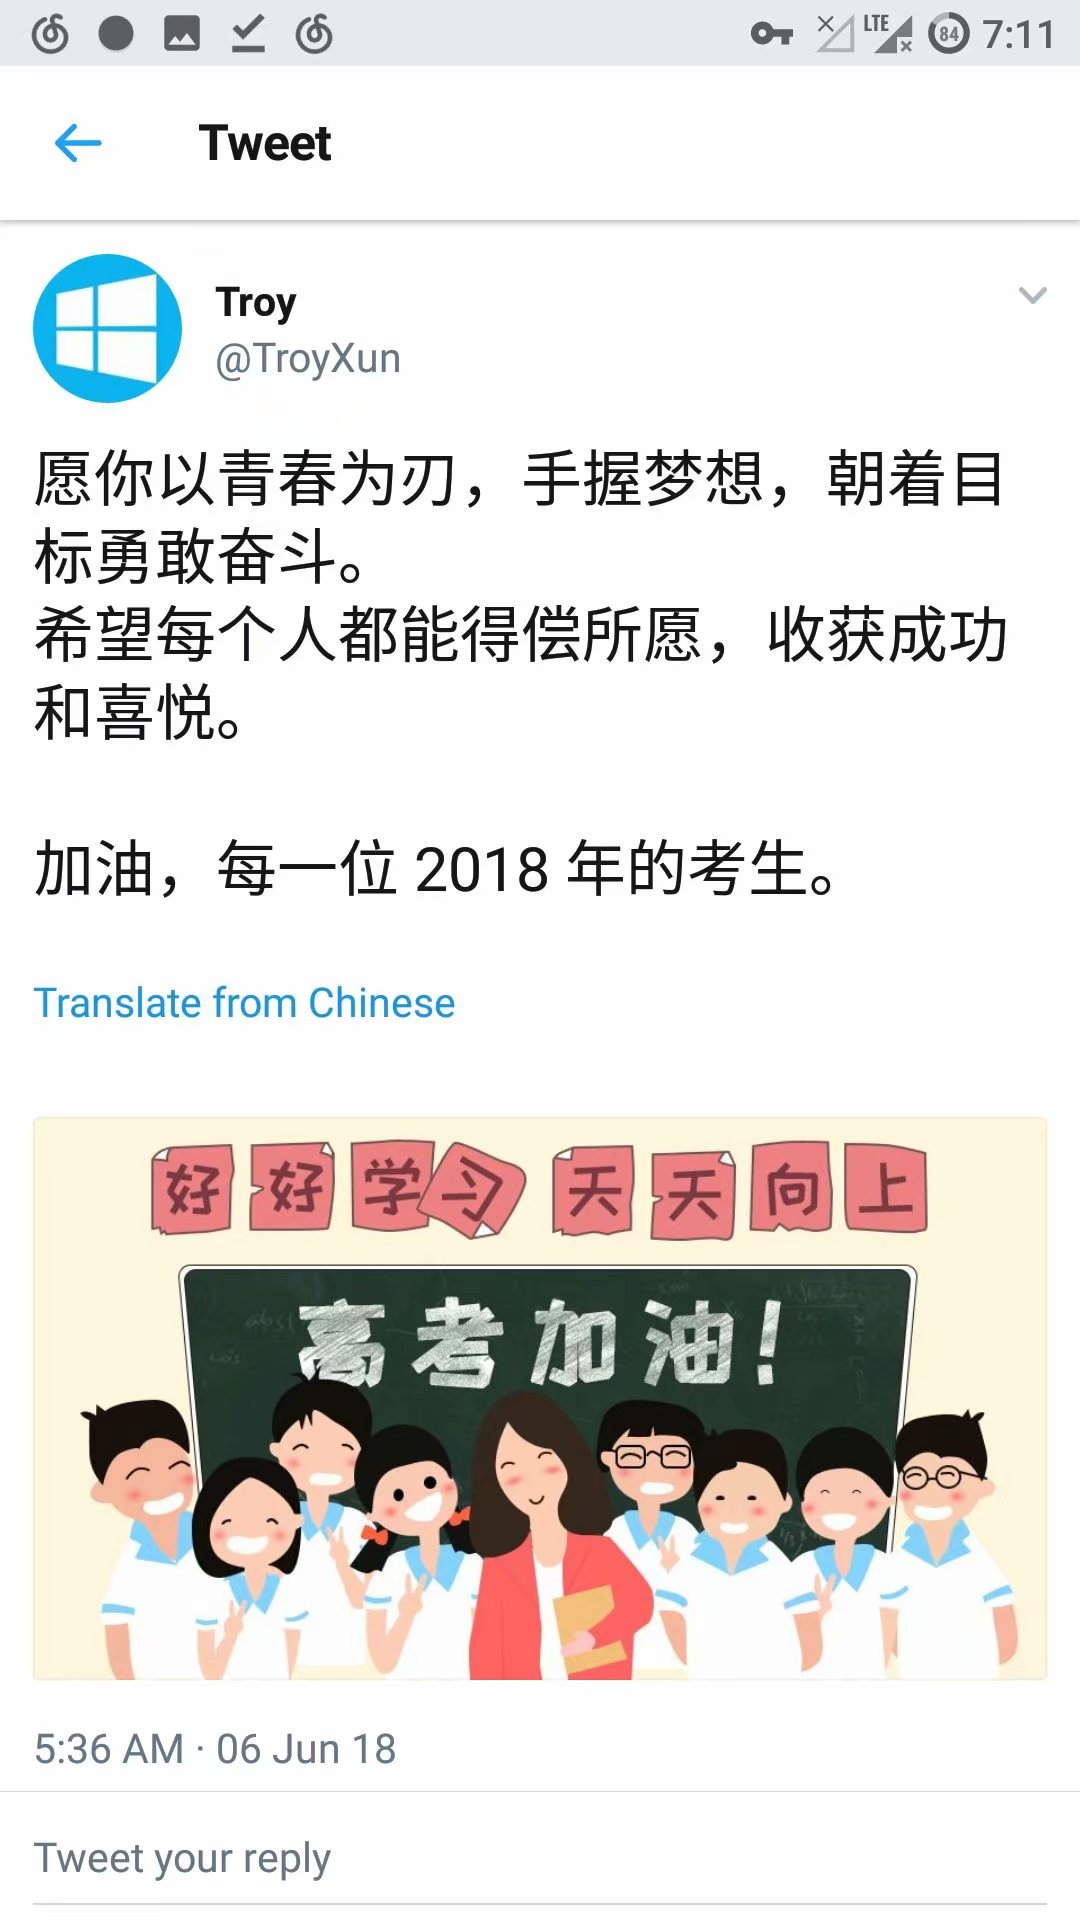 LTE 84 7:11
Tweet
Troy
@TroyXun
愿你以青春为刃，手握梦想，朝着目
标勇敢奋斗。
希望每个人都能得偿所愿，收获成功
和喜悦。
加油，每一位 2018 年的考生。
Translate from Chinese
好好学习 天天向上
高考加油！
5:36 AM · 06 Jun 18
Tweet your reply